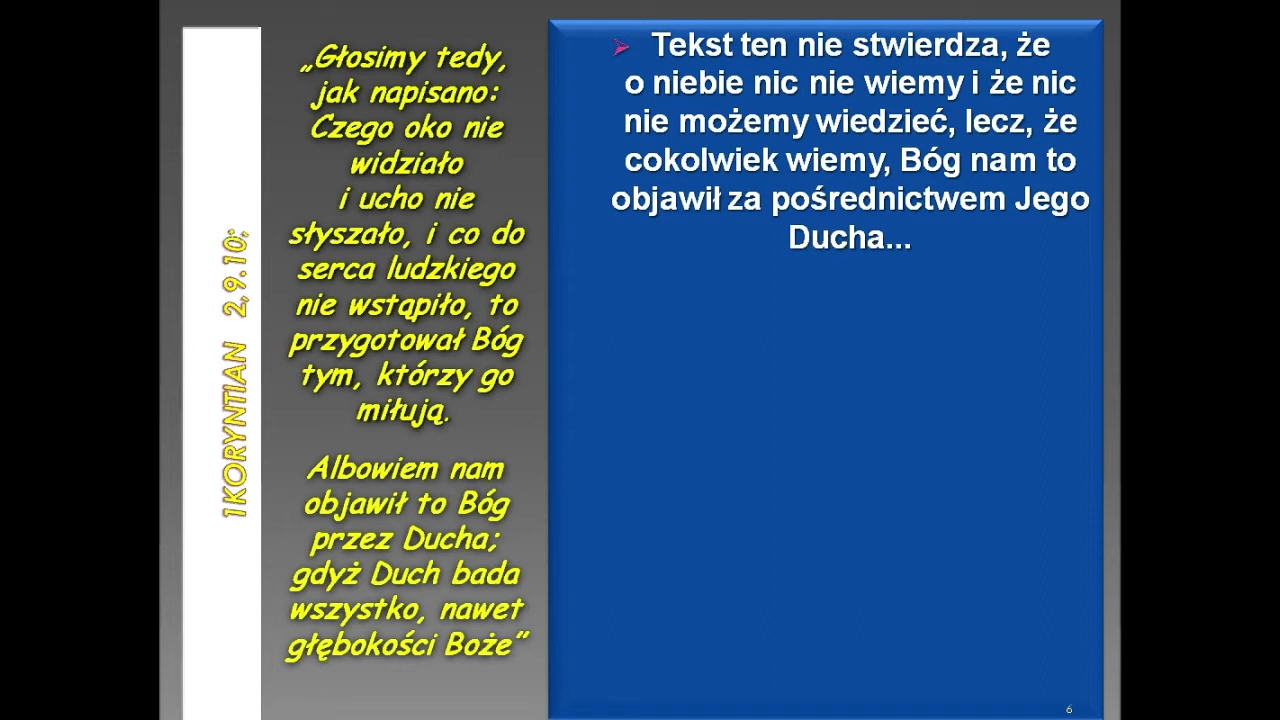 1KORYNTIAN 2,9.10:
„Głosimy tedy,
jak napisano:
Czego oko nie
widziało
i ucho nie
słyszało, i co do
serca ludzkiego
nie wstąpiło, to
przygotował Bóg
tym, którzy go
miłują.
Albowiem nam
objawił to Bóg
przez Ducha;
gdyż Duch bada
wszystko, nawet
głębokości Boże”
Tekst ten nie stwierdza, że
o niebie nic nie wiemy i że nic
nie możemy wiedzieć, lecz, że
cokolwiek wiemy, Bóg nam to
objawił za pośrednictwem Jego
Ducha...
6